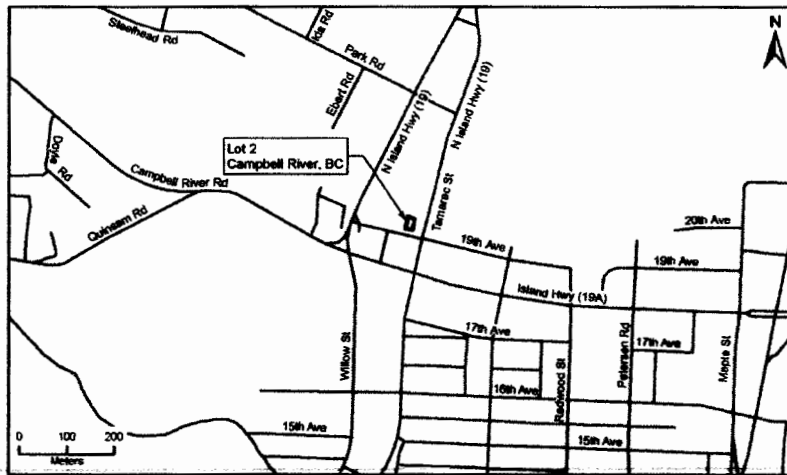 Steelhead Rd
Ida Rd
Park Rd
N
Ebert Rd
N Island Hwy (19)
N Island Hwy (19)
Lot 2
Campbell River, BC
Doyle Rd
Campbell River Rd
Quinsam Rd
Tamarac St
20th Ave
19th Ave
19th Ave
Island Hwy (19A)
17th Ave
17th Ave
Willow St
Redwood St
Petersen Rd
Maple St
16th Ave
15th Ave
15th Ave
0 100 200
Meters